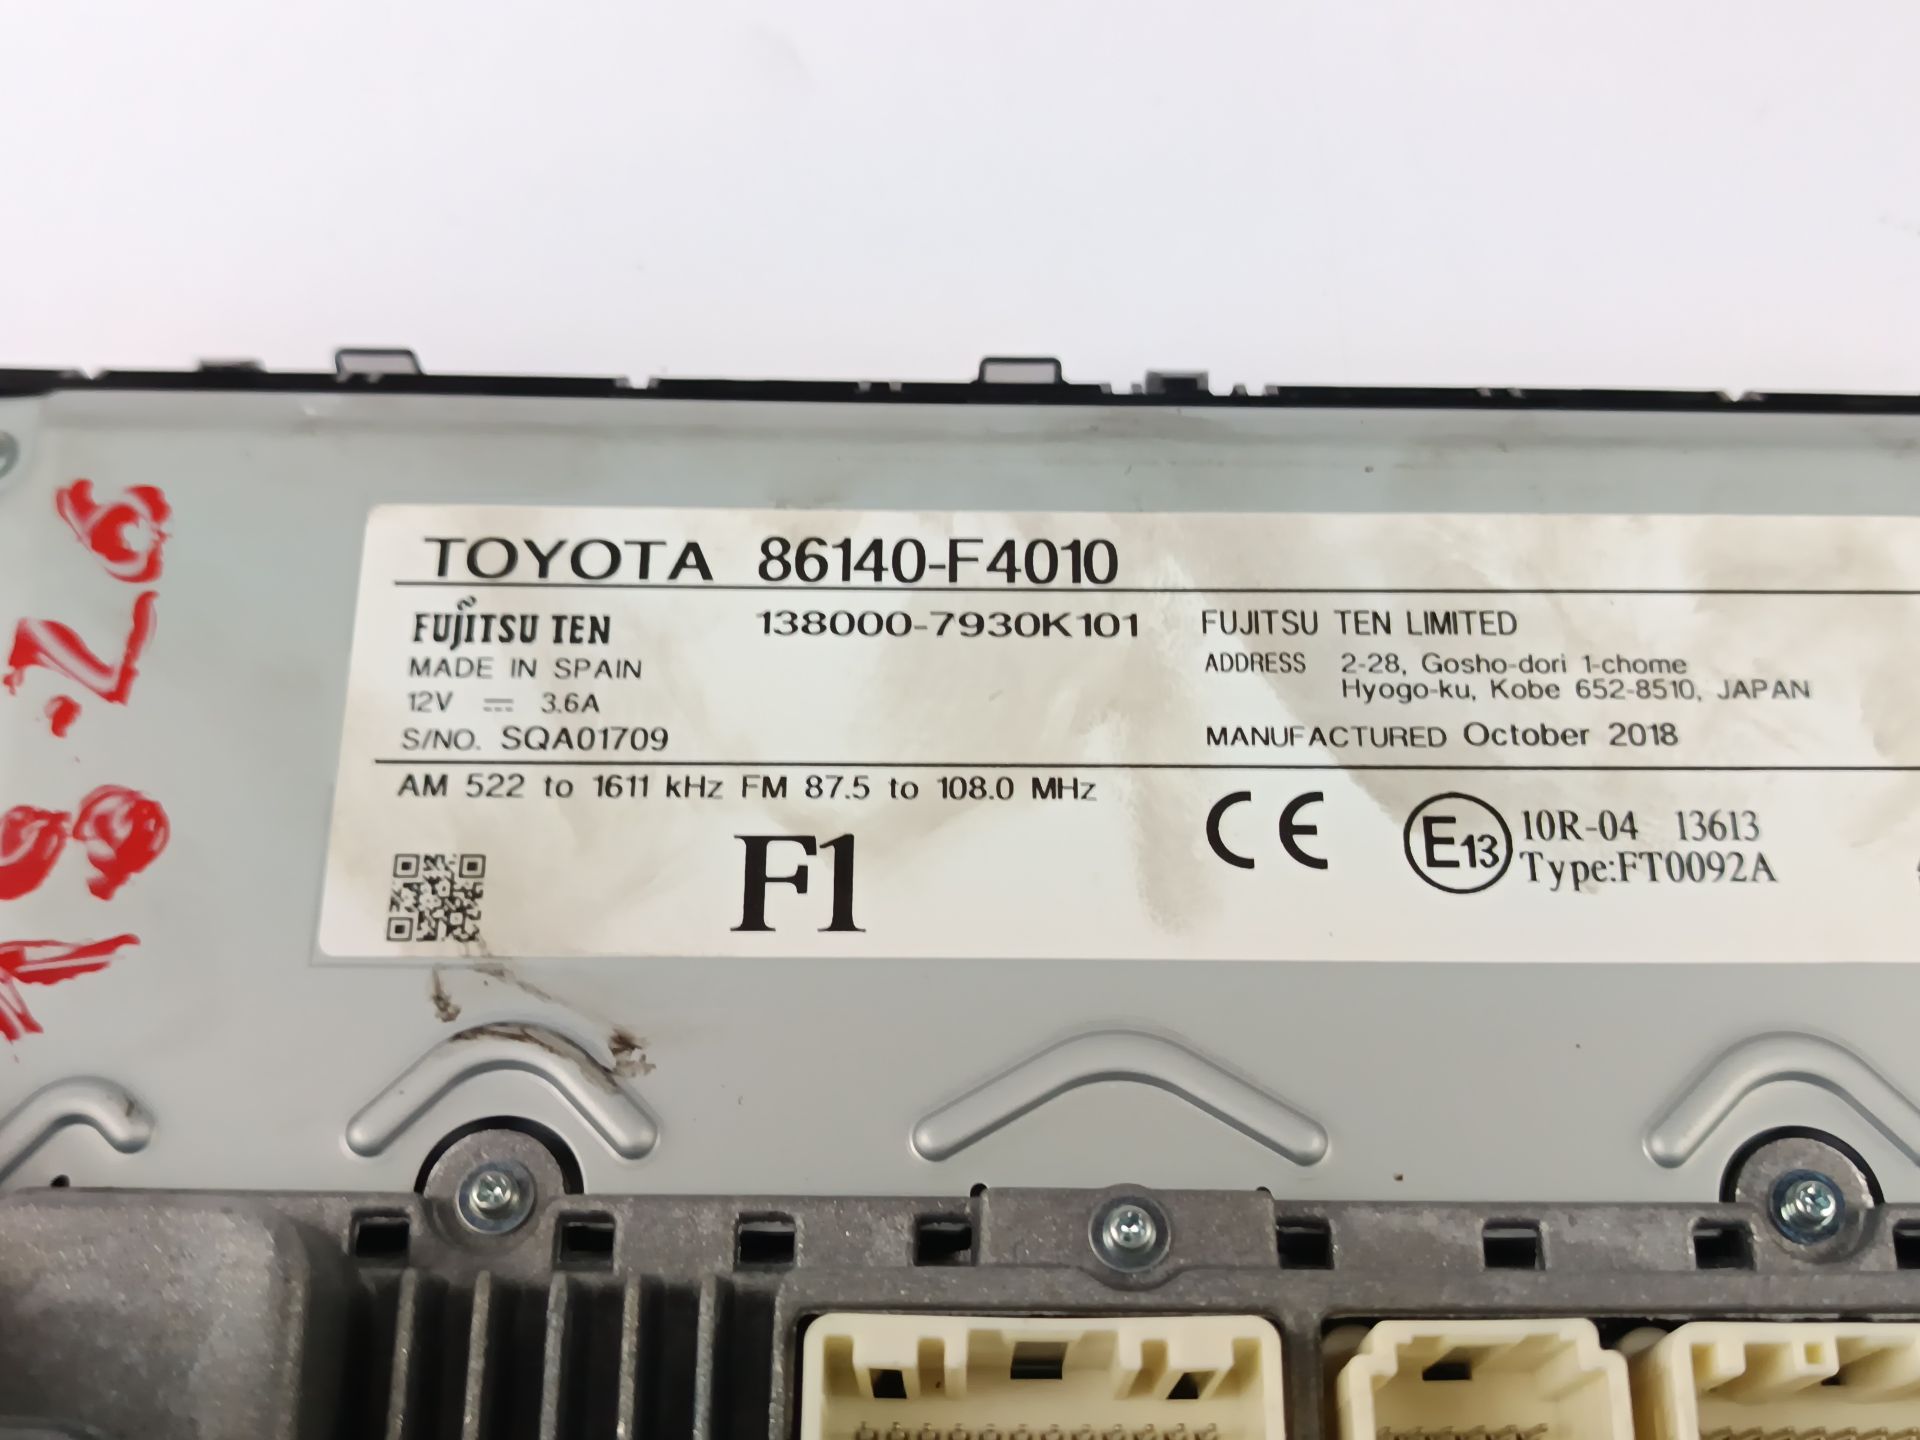 TOYOTA 86140-F4010
FUJITSU TEN 138000-7930K101
MADE IN SPAIN
12V ⎓ 3.6A
S/NO. SQA01709
FUJITSU TEN LIMITED
ADDRESS 2-28, Gosho-dori 1-chome
Hyogo-ku, Kobe 652-8510, JAPAN
MANUFACTURED October 2018
AM 522 to 1611 kHz FM 87.5 to 108.0 MHz
F1
CE
E13
10R-04 13613
Type:FT0092A